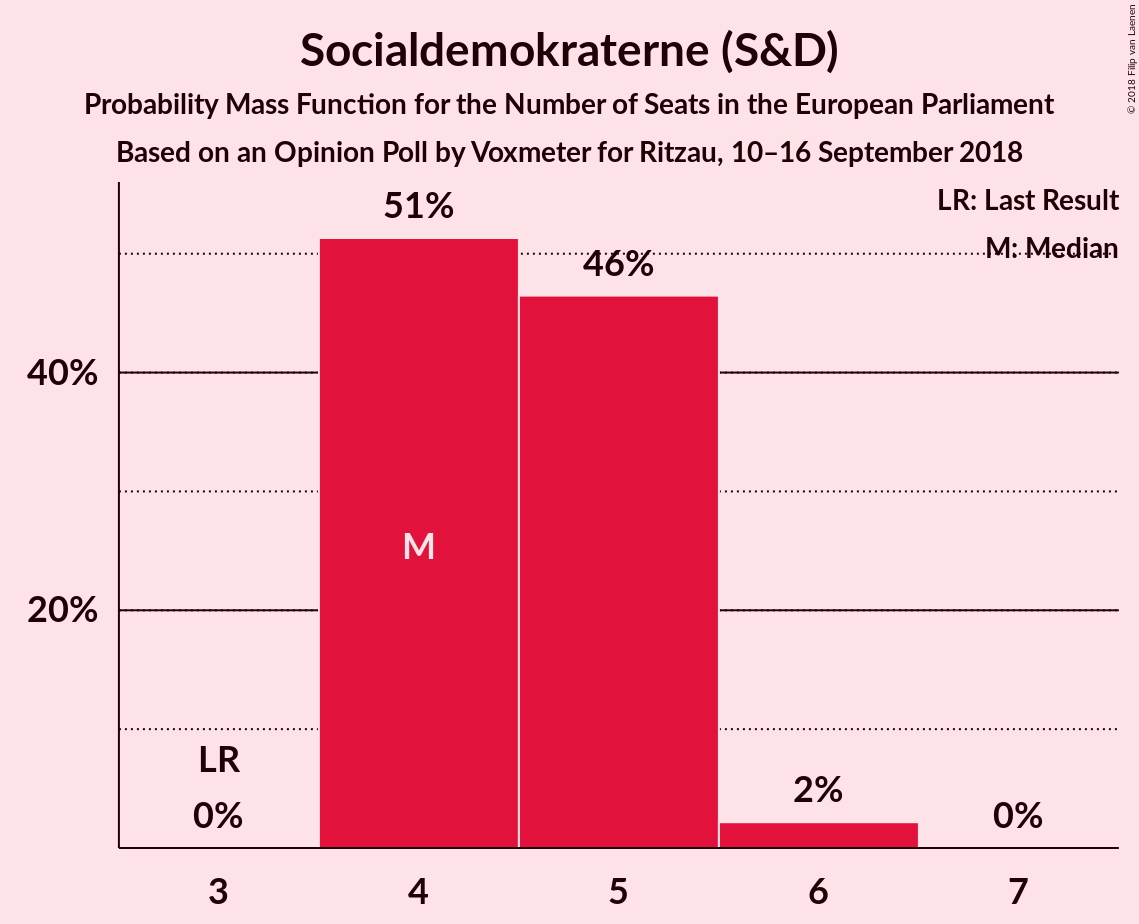 Socialdemokraterne (S&D)
Probability Mass Function for the Number of Seats in the European Parliament
Based on an Opinion Poll by Voxmeter for Ritzau, 10–16 September 2018
© 2018 Filip van Laenen
LR: Last Result
M: Median
51%
46%
40%
M
20%
LR
0%
2%
0%
3
4
5
6
7